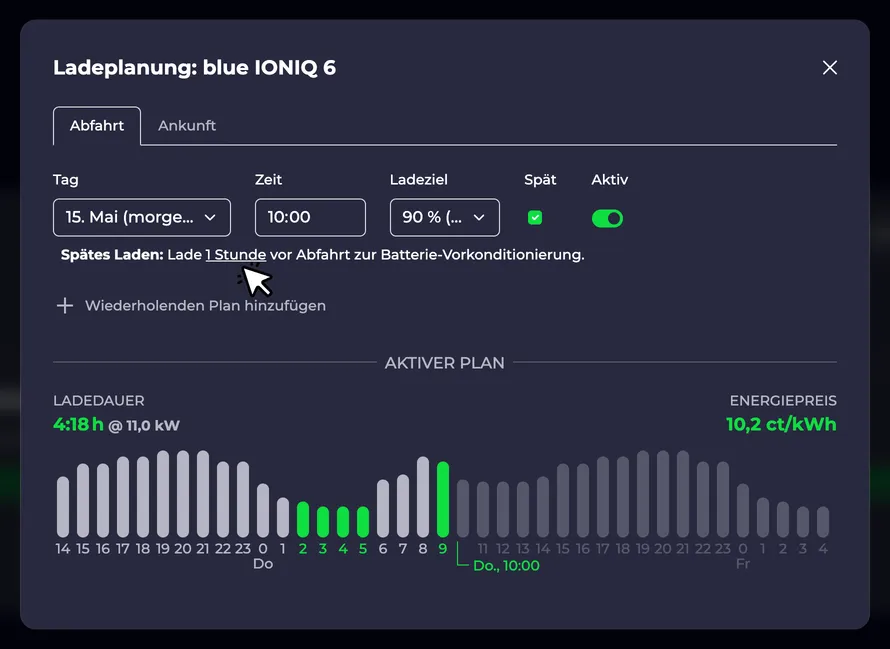 Ladeplanung: blue IONIQ 6
Abfahrt Ankunft
Tag Zeit Ladeziel Spät Aktiv
15. Mai (morge... 10:00 90 % (...
Spätes Laden: Lade 1 Stunde vor Abfahrt zur Batterie-Vorkonditionierung.
Wiederholenden Plan hinzufügen
AKTIVER PLAN
LADEDAUER ENERGIEPREIS
4:18 h @ 11,0 kW 10,2 ct/kWh
14 15 16 17 18 19 20 21 22 23 0 1 2 3 4 5 6 7 8 9 11 12 13 14 15 16 17 18 19 20 21 22 23 0 1 2 3 4
Do Do., 10:00 Fr